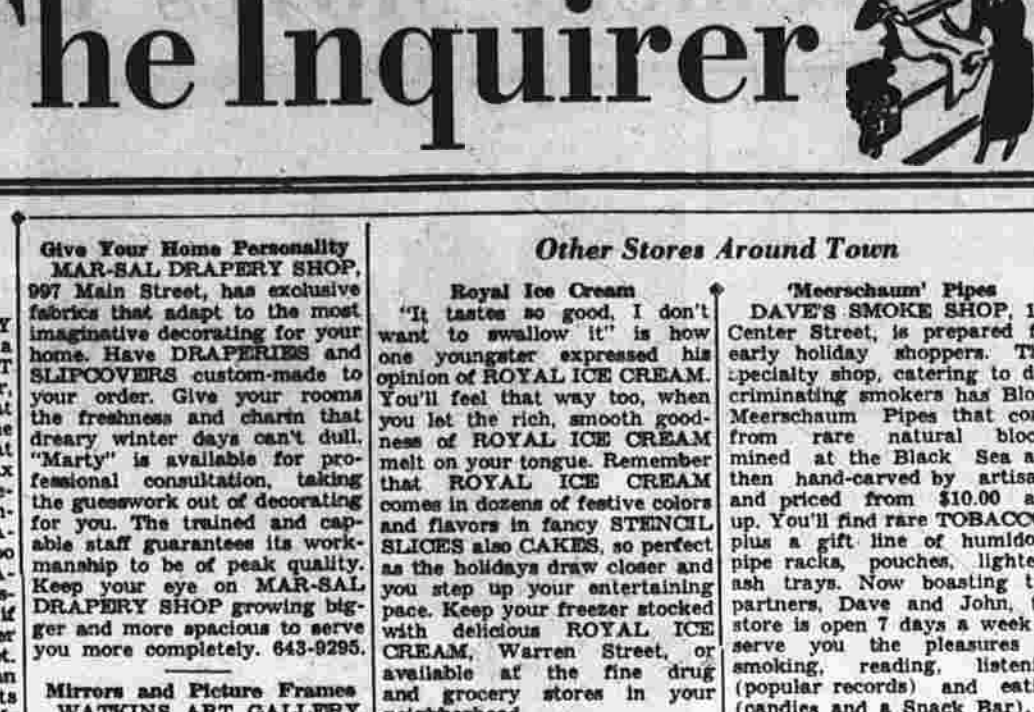 The Inquirer
Give Your Home Personality
MAR-SAL DRAPERY SHOP,
997 Main Street, has exclusive
fabrics that adapt to the most
imaginative decorating for your
home. Have DRAPERIES and
SLIPCOVERS custom-made to
your order. Give your rooms
the freshness and charm that
dreary winter days can't dull.
"Marty" is available for pro-
fessional consultation, taking
the guesswork out of decorating
for you. The trained and cap-
able staff guarantees its work-
manship to be of peak quality.
Keep your eye on MAR-SAL
DRAPERY SHOP growing big-
ger and more spacious to serve
you more completely. 643-9295.
Mirrors and Picture Frames
WATKINS ART GALLERY
Other Stores Around Town
Royal Ice Cream
"It tastes so good, I don't
want to swallow it" is how
one youngster expressed his
opinion of ROYAL ICE CREAM.
You'll feel that way too, when
you let the rich, smooth good-
ness of ROYAL ICE CREAM
melt on your tongue. Remember
that ROYAL ICE CREAM
comes in dozens of festive colors
and flavors in fancy STENCIL
SLICES also CAKES, so perfect
as the holidays draw closer and
you step up your entertaining
pace. Keep your freezer stocked
with delicious ROYAL ICE
CREAM, Warren Street, or
available at the fine drug
and grocery stores in your
neighborhood.
'Meerschaum' Pipes
DAVE'S SMOKE SHOP,
Center Street, is prepared
early holiday shoppers.
specialty shop, catering to
criminating smokers has
Meerschaum Pipes that
from rare natural
mined at the Black Sea
then hand-carved by
and priced from $10.00
up. You'll find rare
plus a gift line of
pipe racks, pouches,
ash trays. Now boasting
partners, Dave and John,
store is open 7 days a week
serve you the pleasures
smoking, reading,
(popular records) and
(candies and a Snack Bar).